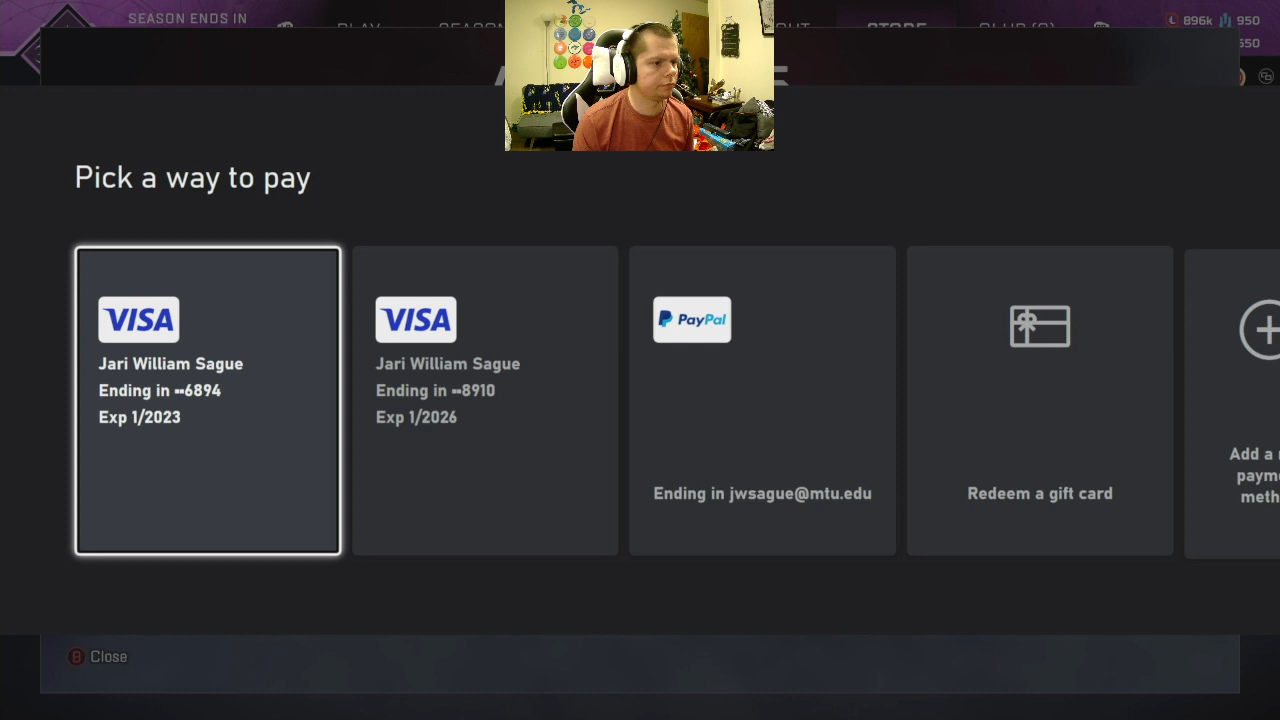 SEASON ENDS IN
896k 950
Pick a way to pay
VISA
Jari William Sague
Ending in --6894
Exp 1/2023
VISA
Jari William Sague
Ending in --8910
Exp 1/2026
PayPal
Ending in jwsague@mtu.edu
Redeem a gift card
Add a
B Close